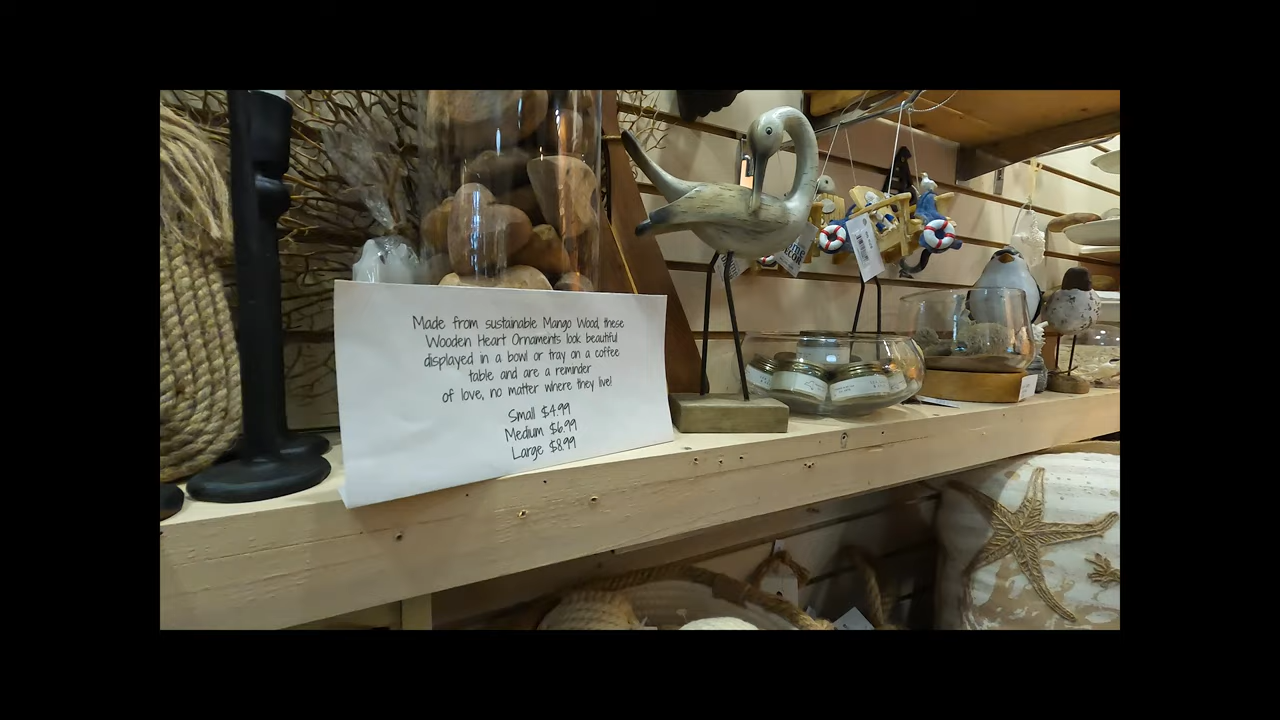 Made from sustainable Mango Wood, these
Wooden Heart Ornaments look beautiful
displayed in a bowl or tray on a coffee
table and are a reminder
of love, no matter where they live!
Small $4.99
Medium $6.99
Large $8.99